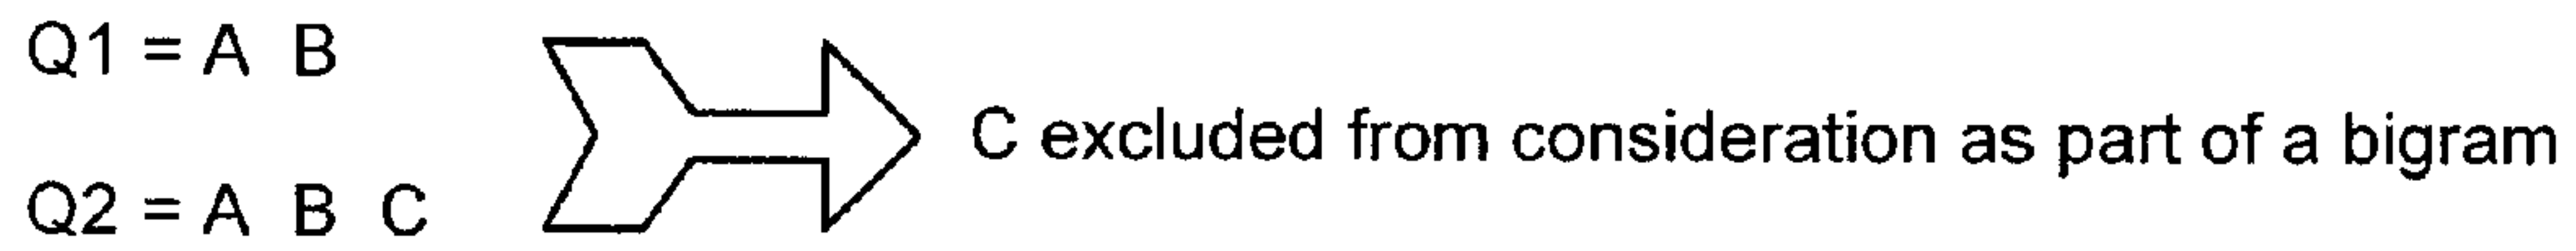 Q1 = A B
C excluded from consideration as part of a bigram
Q2 = A B C